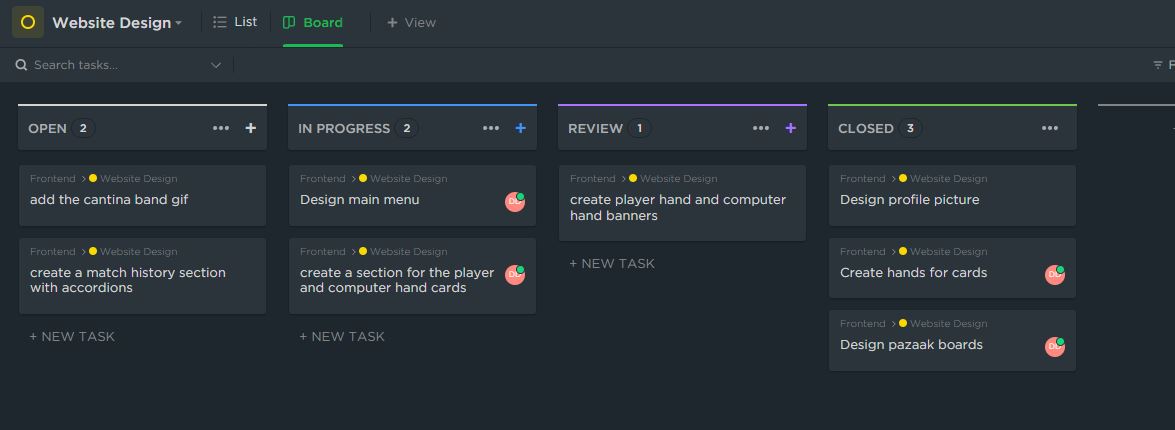 Website Design
List
Board
+ View
Search tasks...
OPEN 2
Frontend > Website Design
add the cantina band gif
Frontend > Website Design
create a match history section
with accordions
+ NEW TASK
IN PROGRESS 2
Frontend > Website Design
Design main menu
Frontend > Website Design
create a section for the player
and computer hand cards
+ NEW TASK
REVIEW 1
Frontend > Website Design
create player hand and computer
hand banners
+ NEW TASK
CLOSED 3
Frontend > Website Design
Design profile picture
Frontend > Website Design
Create hands for cards
Frontend > Website Design
Design pazaak boards